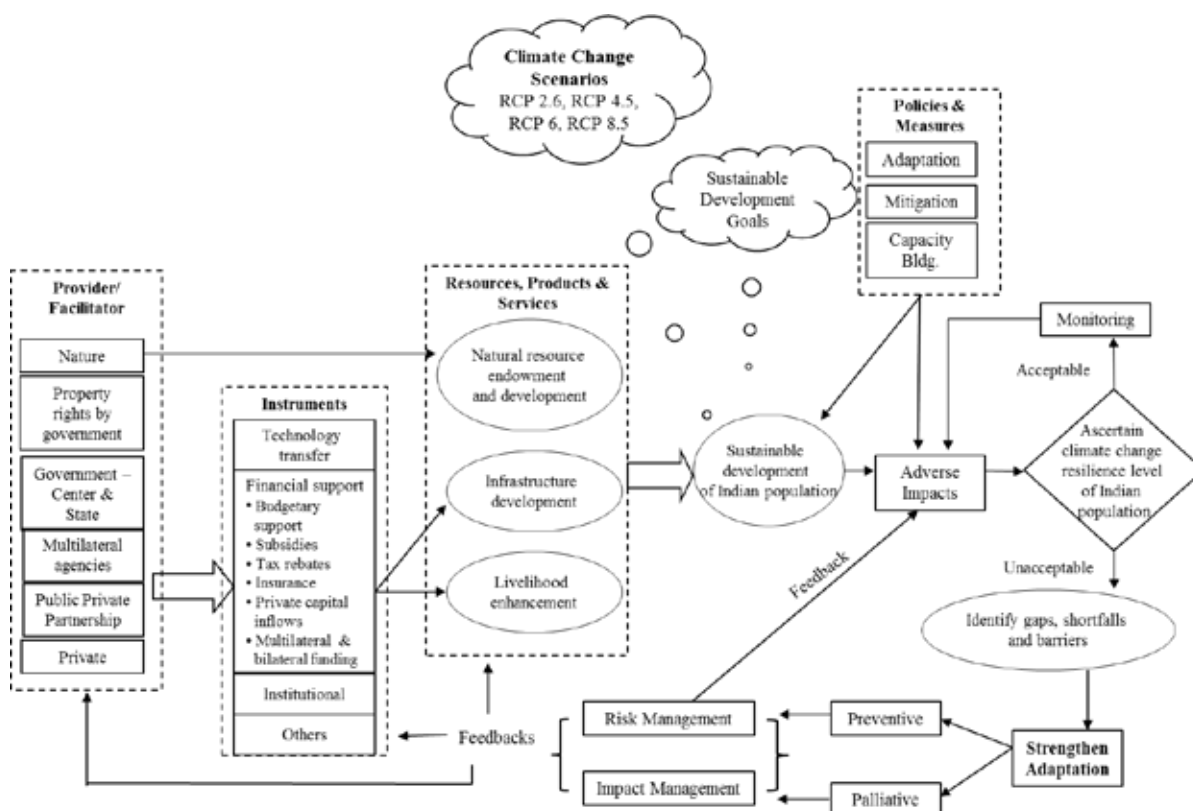 Climate Change
Scenarios
RCP 2.6, RCP 4.5,
RCP 6, RCP 8.5
Policies &
Measures
Adaptation
Mitigation
Capacity
Bldg.
Sustainable
Development
Goals
Provider/
Facilitator
Nature
Property
rights by
government
Government –
Center &
State
Multilateral
agencies
Public Private
Partnership
Private
Instruments
Technology
transfer
Financial support
• Budgetary
support
• Subsidies
• Tax rebates
• Insurance
• Private capital
inflows
• Multilateral &
bilateral funding
Institutional
Others
Resources, Products &
Services
Natural resource
endowment
and development
Infrastructure
development
Livelihood
enhancement
Sustainable
development
of Indian population
Adverse
Impacts
Monitoring
Acceptable
Ascertain
climate change
resilience level
of Indian
population
Unacceptable
Identify gaps, shortfalls
and barriers
Feedback
Feedbacks
Risk Management
Impact Management
Preventive
Palliative
Strengthen
Adaptation